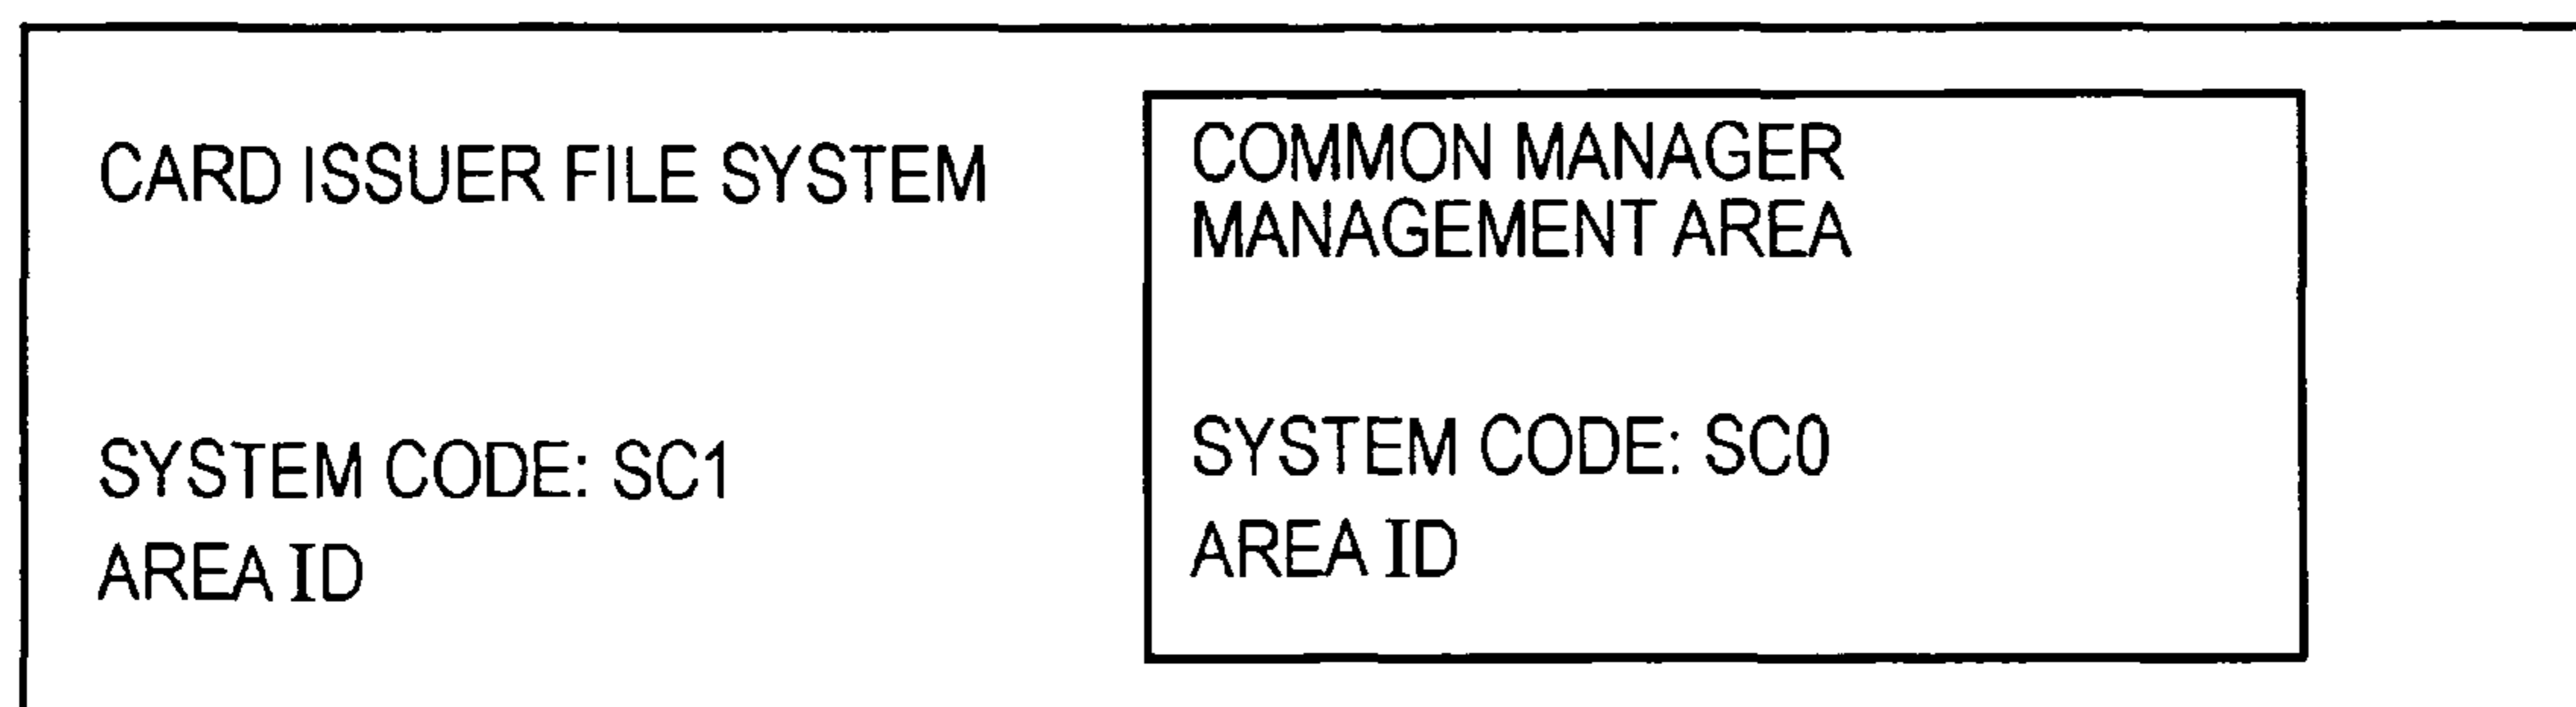 CARD ISSUER FILE SYSTEM
SYSTEM CODE: SC1
AREA ID
COMMON MANAGER
MANAGEMENT AREA
SYSTEM CODE: SC0
AREA ID